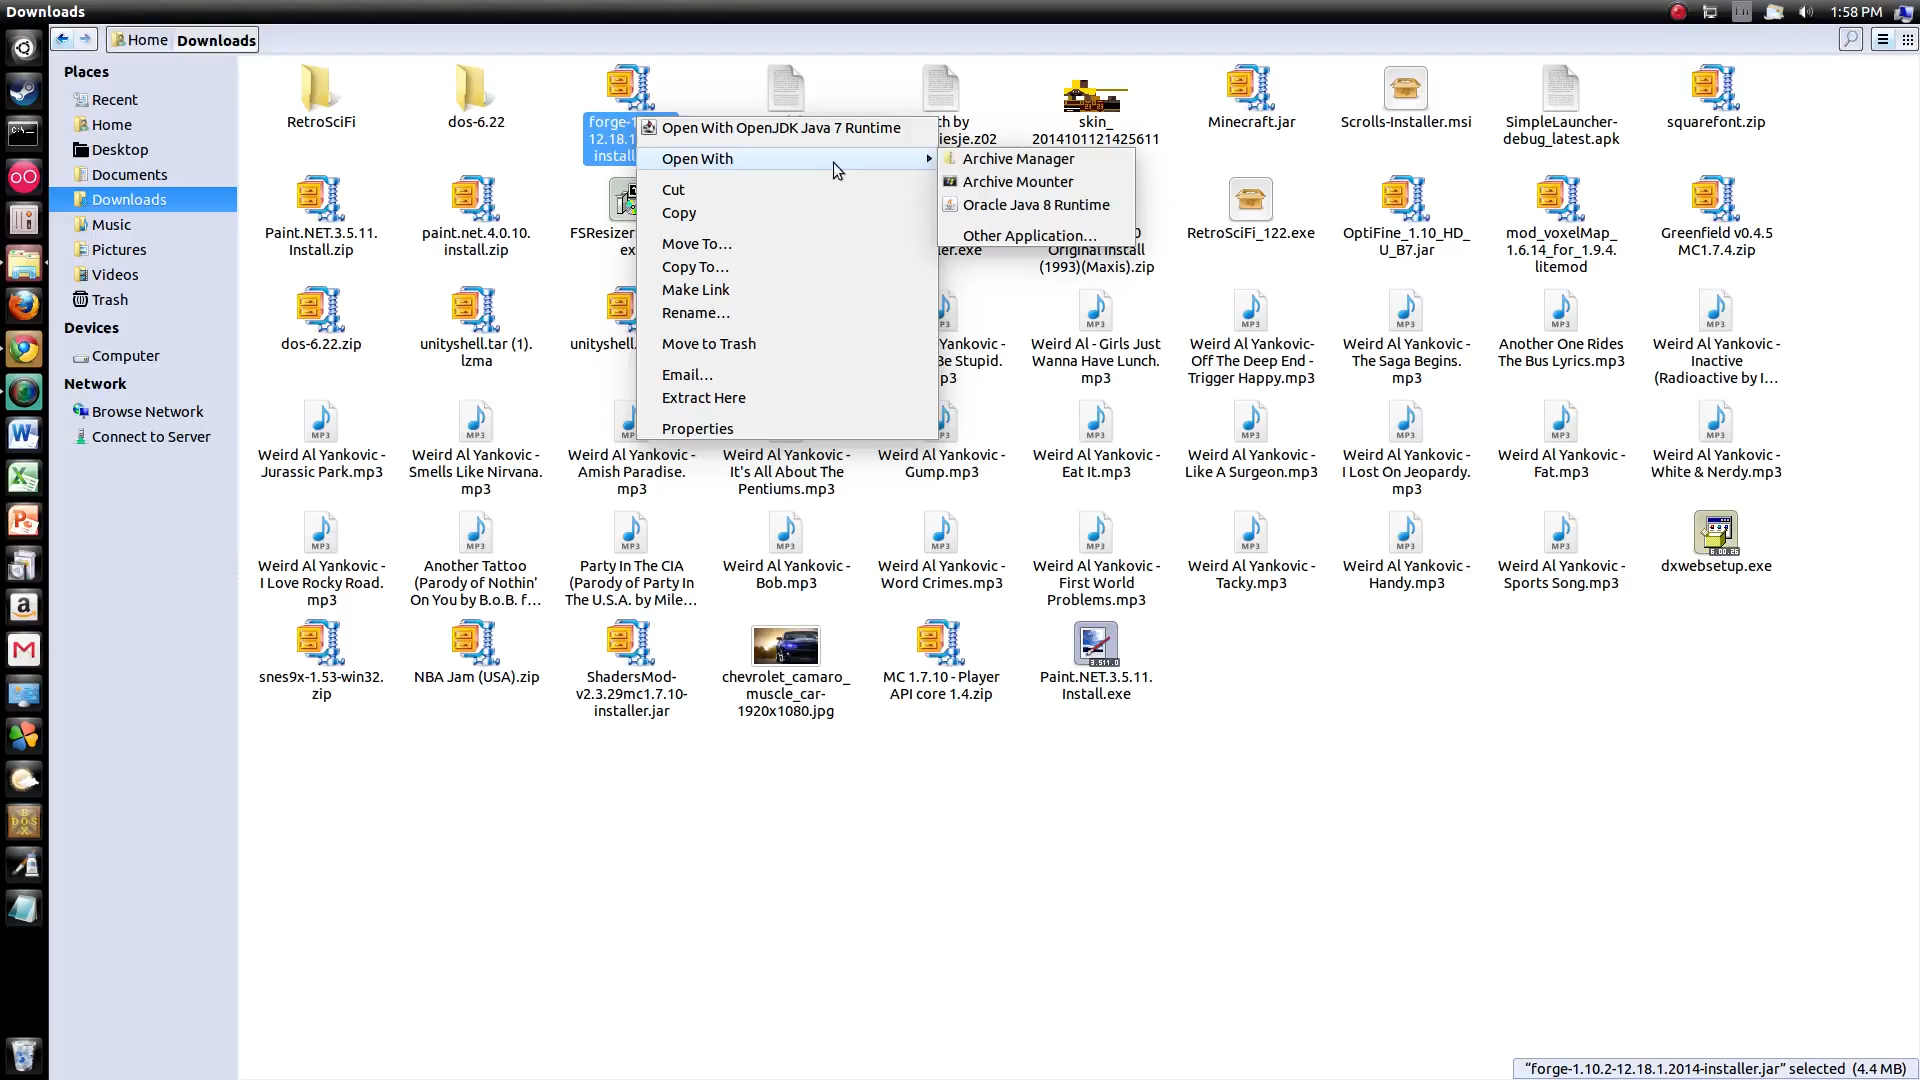 Downloads
1:58 PM
Home
Downloads
Places
Recent
Home
Desktop
Documents
Downloads
Music
Pictures
Videos
Trash
Devices
Computer
Network
Browse Network
Connect to Server
RetroSciFi
dos-6.22
forge-1
12.18.1
install
skin_
2014101121425611
Minecraft.jar
Scrolls-Installer.msi
SimpleLauncher-
debug_latest.apk
squarefont.zip
Open With OpenJDK Java 7 Runtime
Open With
Cut
Copy
Move To...
Copy To...
Make Link
Rename...
Move to Trash
Email...
Extract Here
Properties
Archive Manager
Archive Mounter
Oracle Java 8 Runtime
Other Application...
Paint.NET.3.5.11.
Install.zip
paint.net.4.0.10.
install.zip
FSResizer
Original Install
(1993)(Maxis).zip
RetroSciFi_122.exe
OptiFine_1.10_HD_
U_B7.jar
mod_voxelMap_
1.6.14_for_1.9.4.
litemod
Greenfield v0.4.5
MC1.7.4.zip
dos-6.22.zip
unityshell.tar (1).
lzma
unityshell.
Yankovic -
Be Stupid.
p3
Weird Al - Girls Just
Wanna Have Lunch.
mp3
Weird Al Yankovic-
Off The Deep End -
Trigger Happy.mp3
Weird Al Yankovic -
The Saga Begins.
mp3
Another One Rides
The Bus Lyrics.mp3
Weird Al Yankovic -
Inactive
(Radioactive by I...
Weird Al Yankovic -
Jurassic Park.mp3
Weird Al Yankovic -
Smells Like Nirvana.
mp3
Weird Al Yankovic -
Amish Paradise.
mp3
Weird Al Yankovic -
It's All About The
Pentiums.mp3
Weird Al Yankovic -
Gump.mp3
Weird Al Yankovic -
Eat It.mp3
Weird Al Yankovic -
Like A Surgeon.mp3
Weird Al Yankovic -
I Lost On Jeopardy.
mp3
Weird Al Yankovic -
Fat.mp3
Weird Al Yankovic -
White & Nerdy.mp3
Weird Al Yankovic -
I Love Rocky Road.
mp3
Another Tattoo
(Parody of Nothin'
On You by B.o.B. f...
Party In The CIA
(Parody of Party In
The U.S.A. by Mile...
Weird Al Yankovic -
Bob.mp3
Weird Al Yankovic -
Word Crimes.mp3
Weird Al Yankovic -
First World
Problems.mp3
Weird Al Yankovic -
Tacky.mp3
Weird Al Yankovic -
Handy.mp3
Weird Al Yankovic -
Sports Song.mp3
dxwebsetup.exe
snes9x-1.53-win32.
zip
NBA Jam (USA).zip
ShadersMod-
v2.3.29mc1.7.10-
installer.jar
chevrolet_camaro_
muscle_car-
1920x1080.jpg
MC 1.7.10 - Player
API core 1.4.zip
Paint.NET.3.5.11.
Install.exe
"forge-1.10.2-12.18.1.2014-installer.jar" selected (4.4 MB)